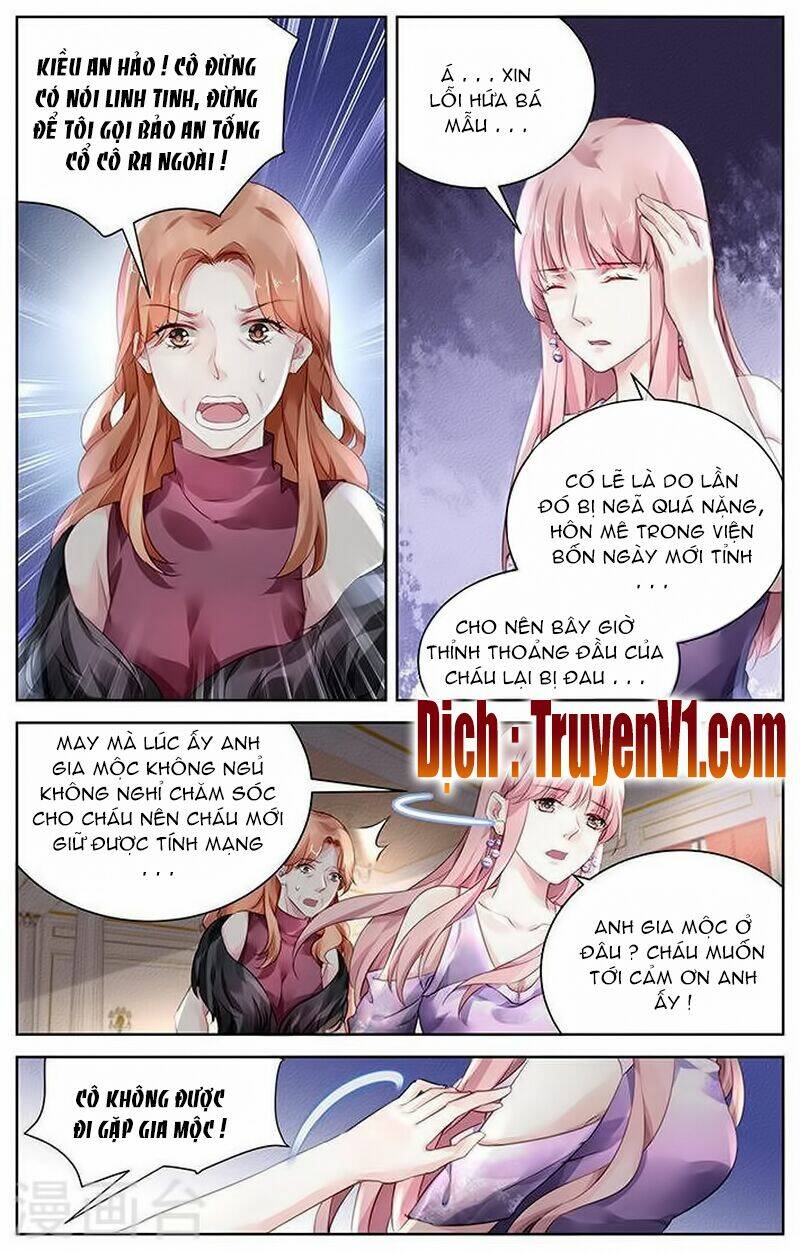 KIỀU AN HẢO ! CÔ ĐỪNG
CÓ NÓI LINH TINH, ĐỪNG
ĐỂ TÔI GỌI BẢO AN TỐNG
CỔ CÔ RA NGOÀI !
Á . . . XIN
LỖI HỨA BÁ
MẪU . . .
CÓ LẼ LÀ DO LẦN
ĐÓ BỊ NGÃ QUÁ NẶNG,
HÔN MÊ TRONG VIỆN
BỐN NGÀY MỚI TỈNH
. . .
CHO NÊN BÂY GIỜ
THỈNH THOẢNG ĐẦU CỦA
CHÁU LẠI BỊ ĐAU . . .
Dịch : TruyenV1.com
MAY MÀ LÚC ẤY ANH
GIA MỘC KHÔNG NGỦ
KHÔNG NGHỈ CHĂM SÓC
CHO CHÁU NÊN CHÁU MỚI
GIỮ ĐƯỢC TÍNH MẠNG
. . .
ANH GIA MỘC Ở
ĐÂU ? CHÁU MUỐN
TỚI CẢM ƠN ANH
ẤY !
CÔ KHÔNG ĐƯỢC
ĐI GẶP GIA MỘC !
漫画台